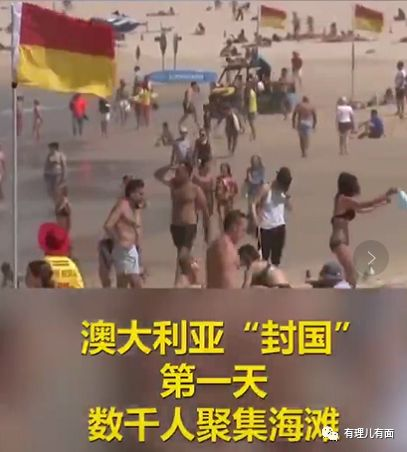 澳大利亚“封国”
第一天
数千人聚集海滩
有理儿有面